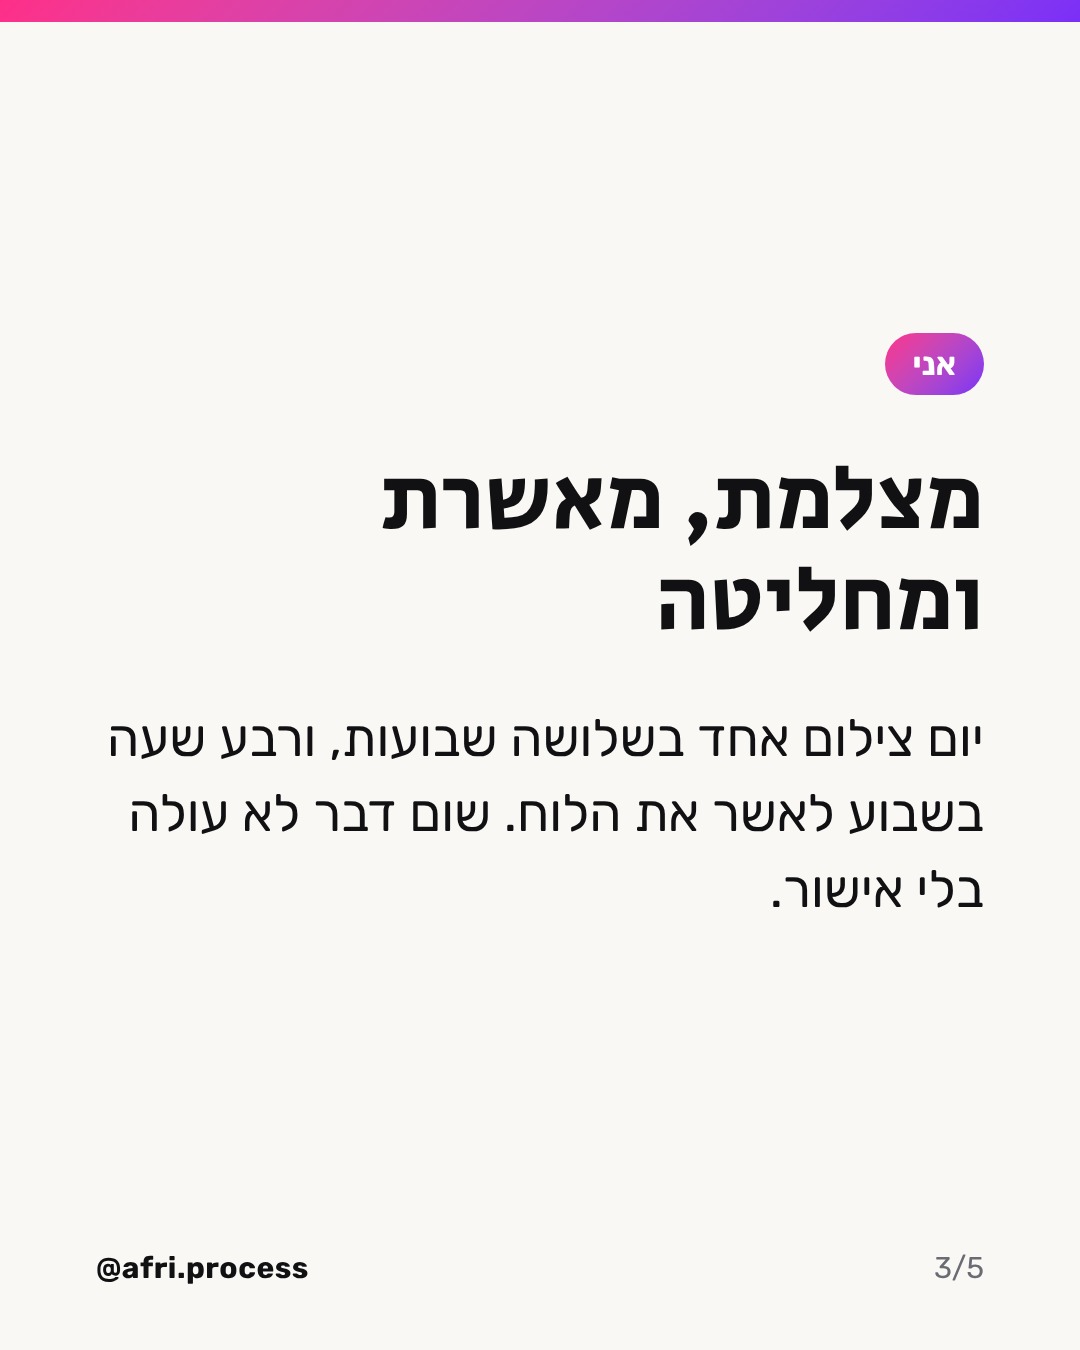 אני
מצלמת, מאשרת
ומחליטה
יום צילום אחד בשלושה שבועות, ורבע שעה
בשבוע לאשר את הלוח. שום דבר לא עולה
בלי אישור.
@afri.process
3/5